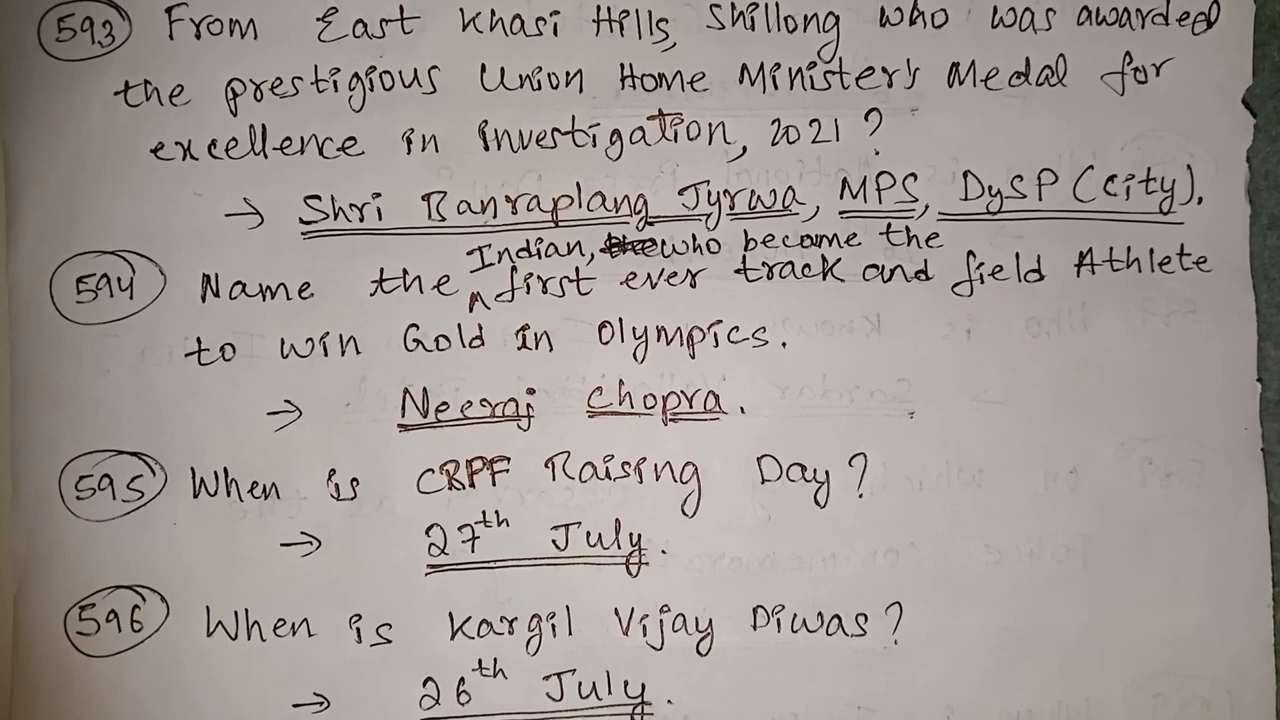 593 From East Khasi Hills, Shillong who was awarded
the prestigious Union Home Minister's Medal for
excellence in investigation, 2021?
→ Shri Banraplang Jyrwa, MPS, DySP (City).
Indian, who become the
594 Name the ^ first ever track and field Athlete
to win Gold in Olympics.
→ Neeraj Chopra.
595 When is CRPF Raising Day?
→ 27th July.
596 When is Kargil Vijay Diwas?
→ 26th July.